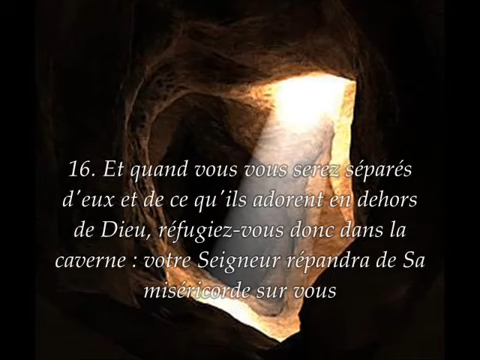 16. Et quand vous vous serez séparés
d'eux et de ce qu'ils adorent en dehors
de Dieu, réfugiez-vous donc dans la
caverne : votre Seigneur répandra de Sa
miséricorde sur vous